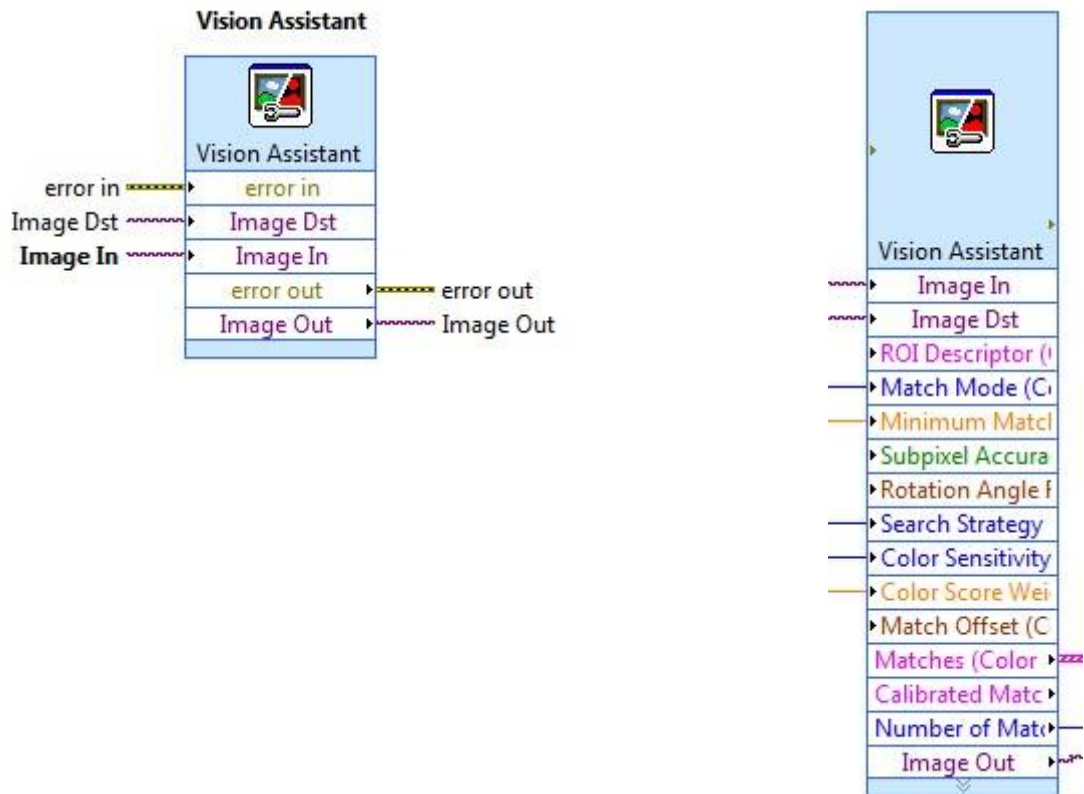 Vision Assistant
Vision Assistant
error in error in
Image Dst Image Dst
Image In Image In
error out error out
Image Out Image Out
Vision Assistant
Image In
Image Dst
ROI Descriptor (
Match Mode (C
Minimum Matcl
Subpixel Accura
Rotation Angle
Search Strategy
Color Sensitivity
Color Score Wei
Match Offset (C
Matches (Color
Calibrated Matc
Number of Mat
Image Out